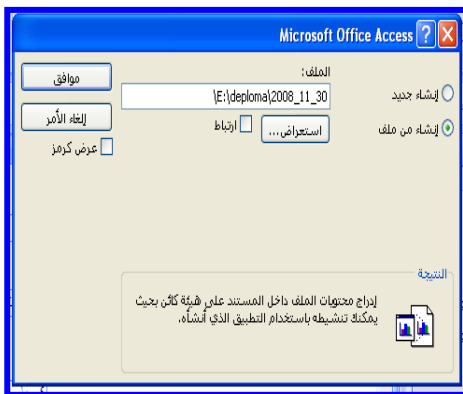 Microsoft Office Access
الملف:
إنشاء جديد
\E:\deploma\2008_11_30
موافق
إنشاء من ملف
استعراض...
ارتباط
إلغاء الأمر
عرض كرمز
النتيجة
إدراج محتويات الملف داخل المستند على هيئة كائن بحيث
يمكنك تنشيطه باستخدام التطبيق الذي أنشأه.